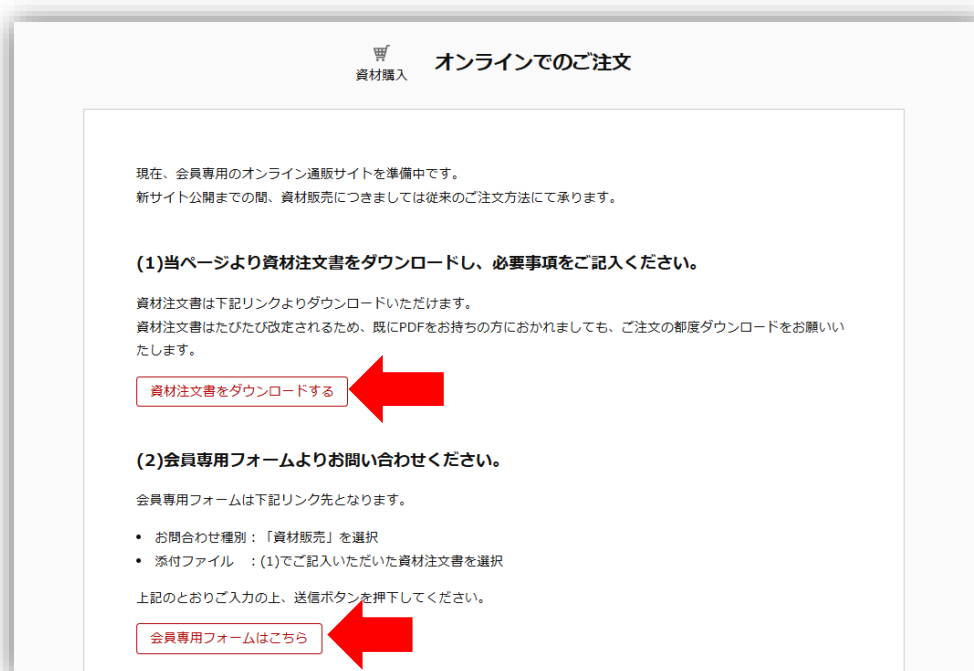 資材購入
オンラインでのご注文
現在、会員専用のオンライン通販サイトを準備中です。
新サイト公開までの間、資材販売につきましては従来のご注文方法にて承ります。
(1)当ページより資材注文書をダウンロードし、必要事項をご記入ください。
資材注文書は下記リンクよりダウンロードいただけます。
資材注文書はたびたび改定されるため、既にPDFをお持ちの方におかれましても、ご注文の都度ダウンロードをお願いい
たします。
資材注文書をダウンロードする
(2)会員専用フォームよりお問い合わせください。
会員専用フォームは下記リンク先となります。
• お問合わせ種別：「資材販売」を選択
• 添付ファイル　：(1)でご記入いただいた資材注文書を選択
上記のとおりご入力の上、送信ボタンを押下してください。
会員専用フォームはこちら